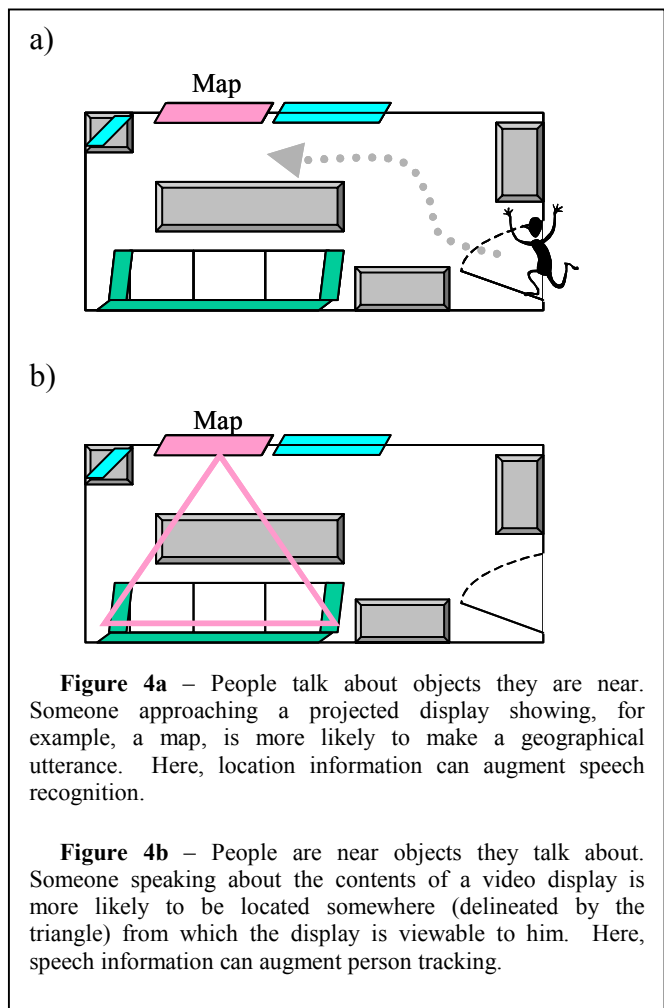 a)
Map
b)
Map
Figure 4a – People talk about objects they are near.
Someone approaching a projected display showing, for
example, a map, is more likely to make a geographical
utterance. Here, location information can augment speech
recognition.
Figure 4b – People are near objects they talk about.
Someone speaking about the contents of a video display is
more likely to be located somewhere (delineated by the
triangle) from which the display is viewable to him. Here,
speech information can augment person tracking.